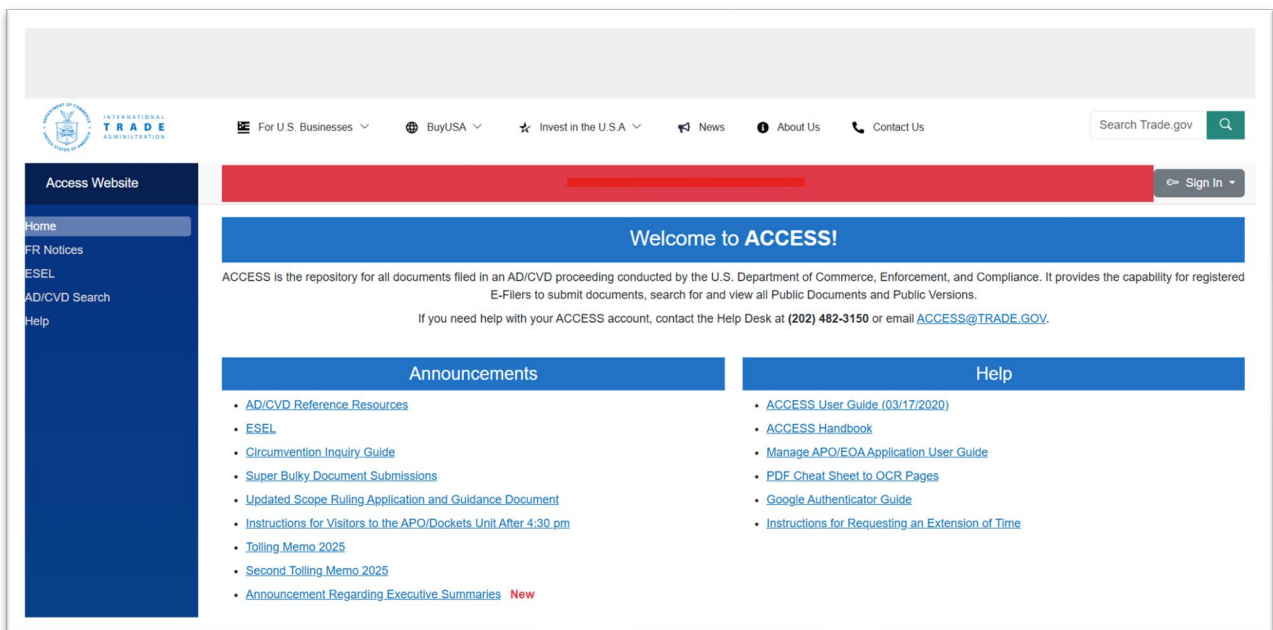 INTERNATIONAL
TRADE
ADMINISTRATION
For U.S. Businesses
BuyUSA
Invest in the U.S.A
News
About Us
Contact Us
Search Trade.gov
Access Website
Sign In
Home
FR Notices
ESEL
AD/CVD Search
Help
Welcome to ACCESS!
ACCESS is the repository for all documents filed in an AD/CVD proceeding conducted by the U.S. Department of Commerce, Enforcement, and Compliance. It provides the capability for registered
E-Filers to submit documents, search for and view all Public Documents and Public Versions.
If you need help with your ACCESS account, contact the Help Desk at (202) 482-3150 or email ACCESS@TRADE.GOV.
Announcements
AD/CVD Reference Resources
ESEL
Circumvention Inquiry Guide
Super Bulky Document Submissions
Updated Scope Ruling Application and Guidance Document
Instructions for Visitors to the APO/Dockets Unit After 4:30 pm
Tolling Memo 2025
Second Tolling Memo 2025
Announcement Regarding Executive Summaries New
Help
ACCESS User Guide (03/17/2020)
ACCESS Handbook
Manage APO/EOA Application User Guide
PDF Cheat Sheet to OCR Pages
Google Authenticator Guide
Instructions for Requesting an Extension of Time